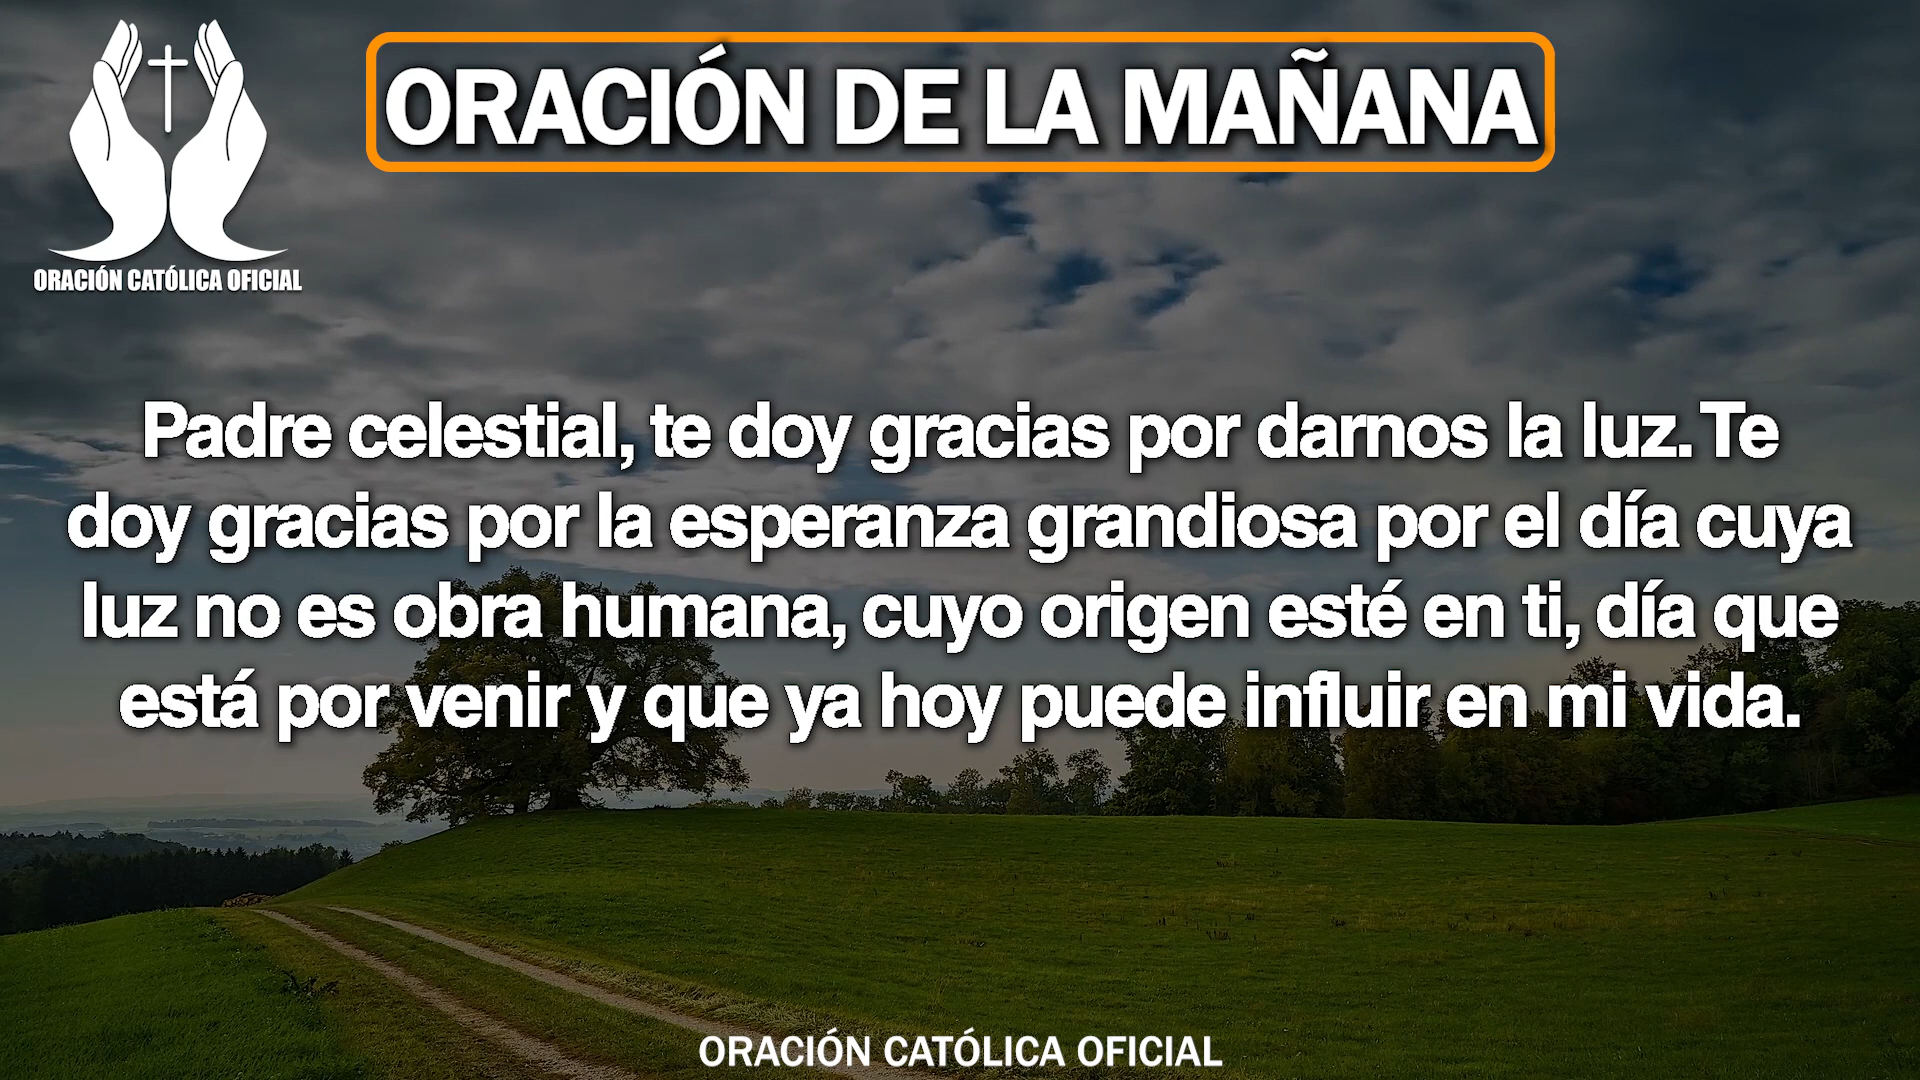 ORACIÓN DE LA MAÑANA
ORACIÓN CATÓLICA OFICIAL
Padre celestial, te doy gracias por darnos la luz. Te
doy gracias por la esperanza grandiosa por el día cuya
luz no es obra humana, cuyo origen esté en ti, día que
está por venir y que ya hoy puede influir en mi vida.
ORACIÓN CATÓLICA OFICIAL